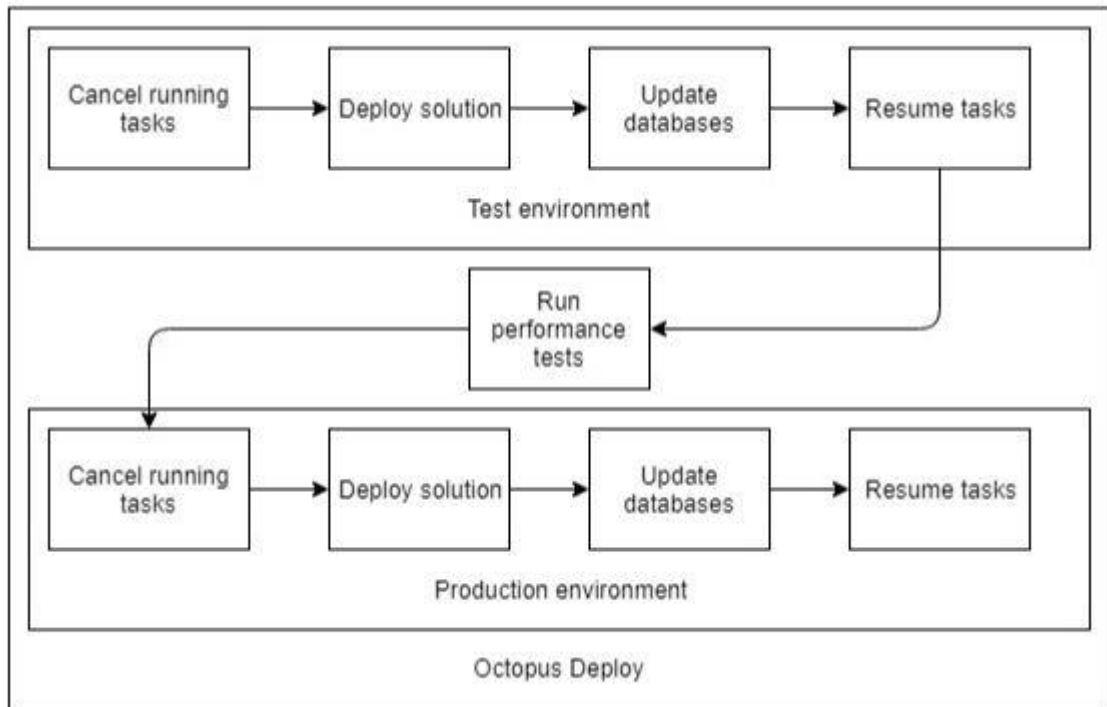 Cancel running
tasks
Deploy solution
Update
databases
Resume tasks
Test environment
Run
performance
tests
Cancel running
tasks
Deploy solution
Update
databases
Resume tasks
Production environment
Octopus Deploy